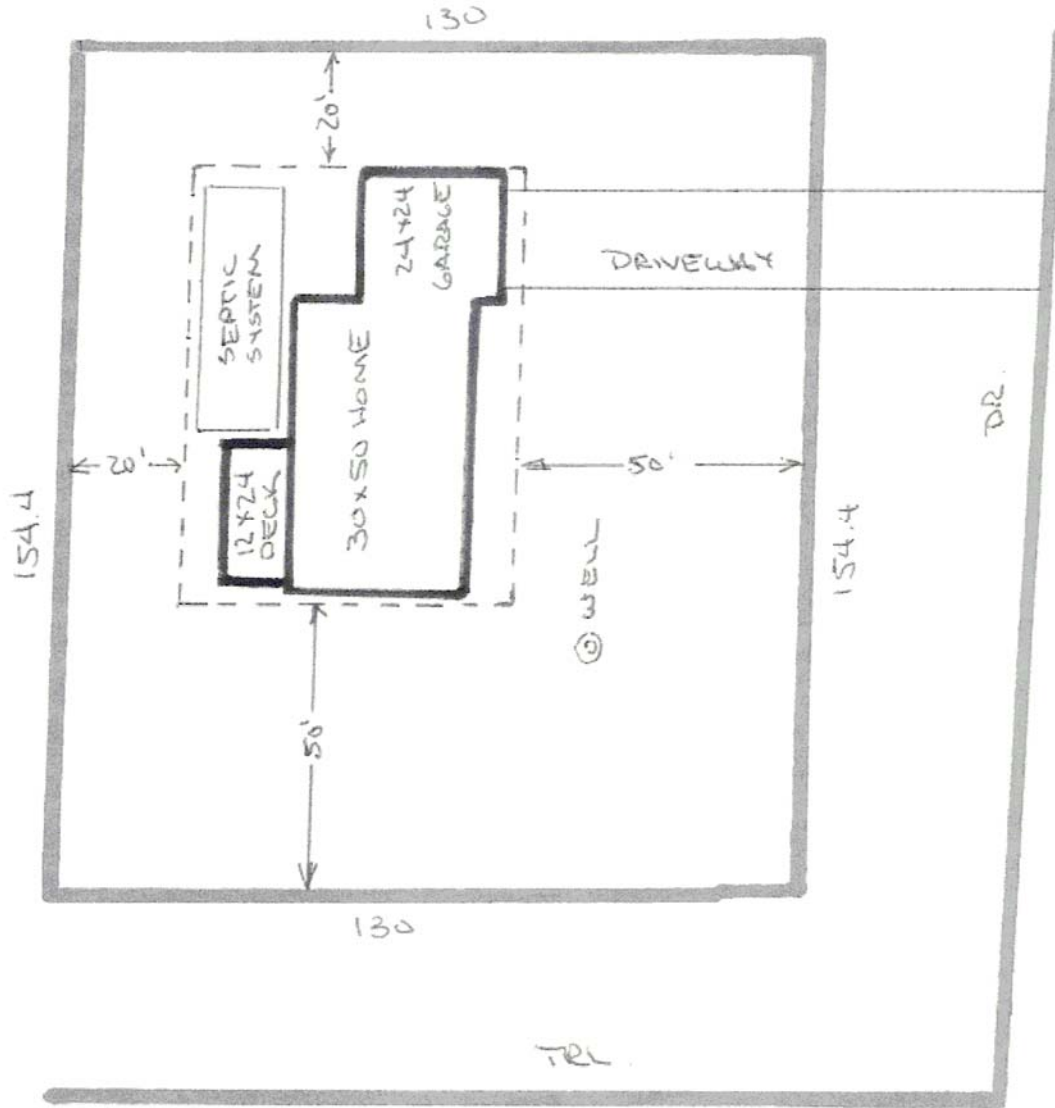 130
20'
24x24
GARAGE
SEPTIC
SYSTEM
DRIVEWAY
30x50 HOME
DR.
20'
50'
12x24
DECK
154.4
154.4
WELL
50'
130
TRL.